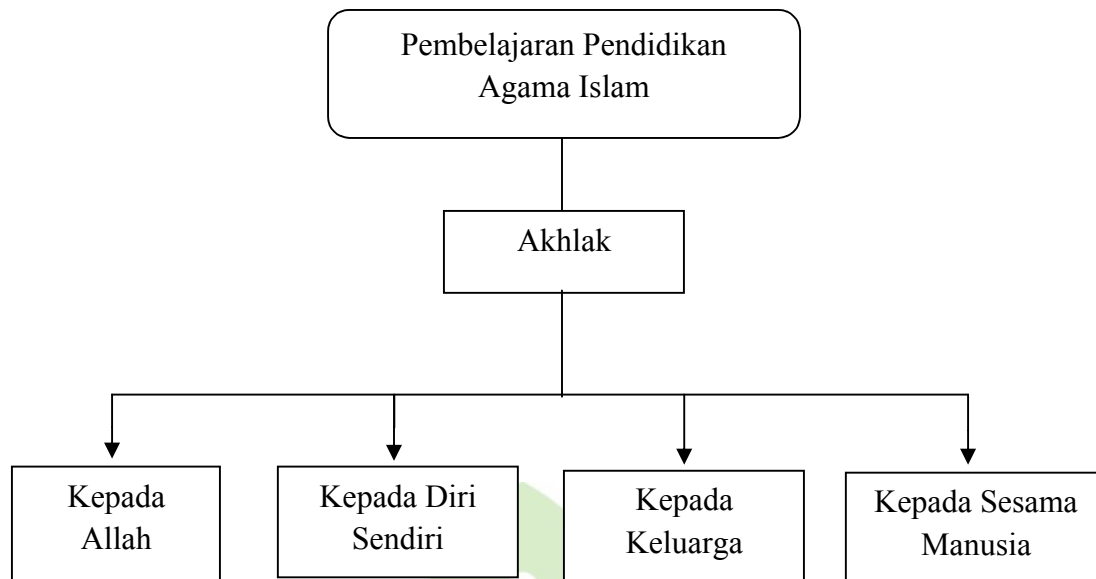 Pembelajaran Pendidikan
Agama Islam
Akhlak
Kepada
Allah
Kepada Diri
Sendiri
Kepada
Keluarga
Kepada Sesama
Manusia